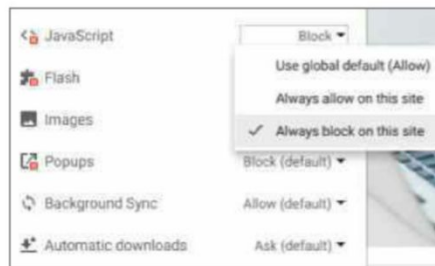 JavaScript Block
Use global default (Allow)
Flash
Always allow on this site
Images
Always block on this site
Popups Block (default)
Background Sync Allow (default)
Automatic downloads Ask (default)